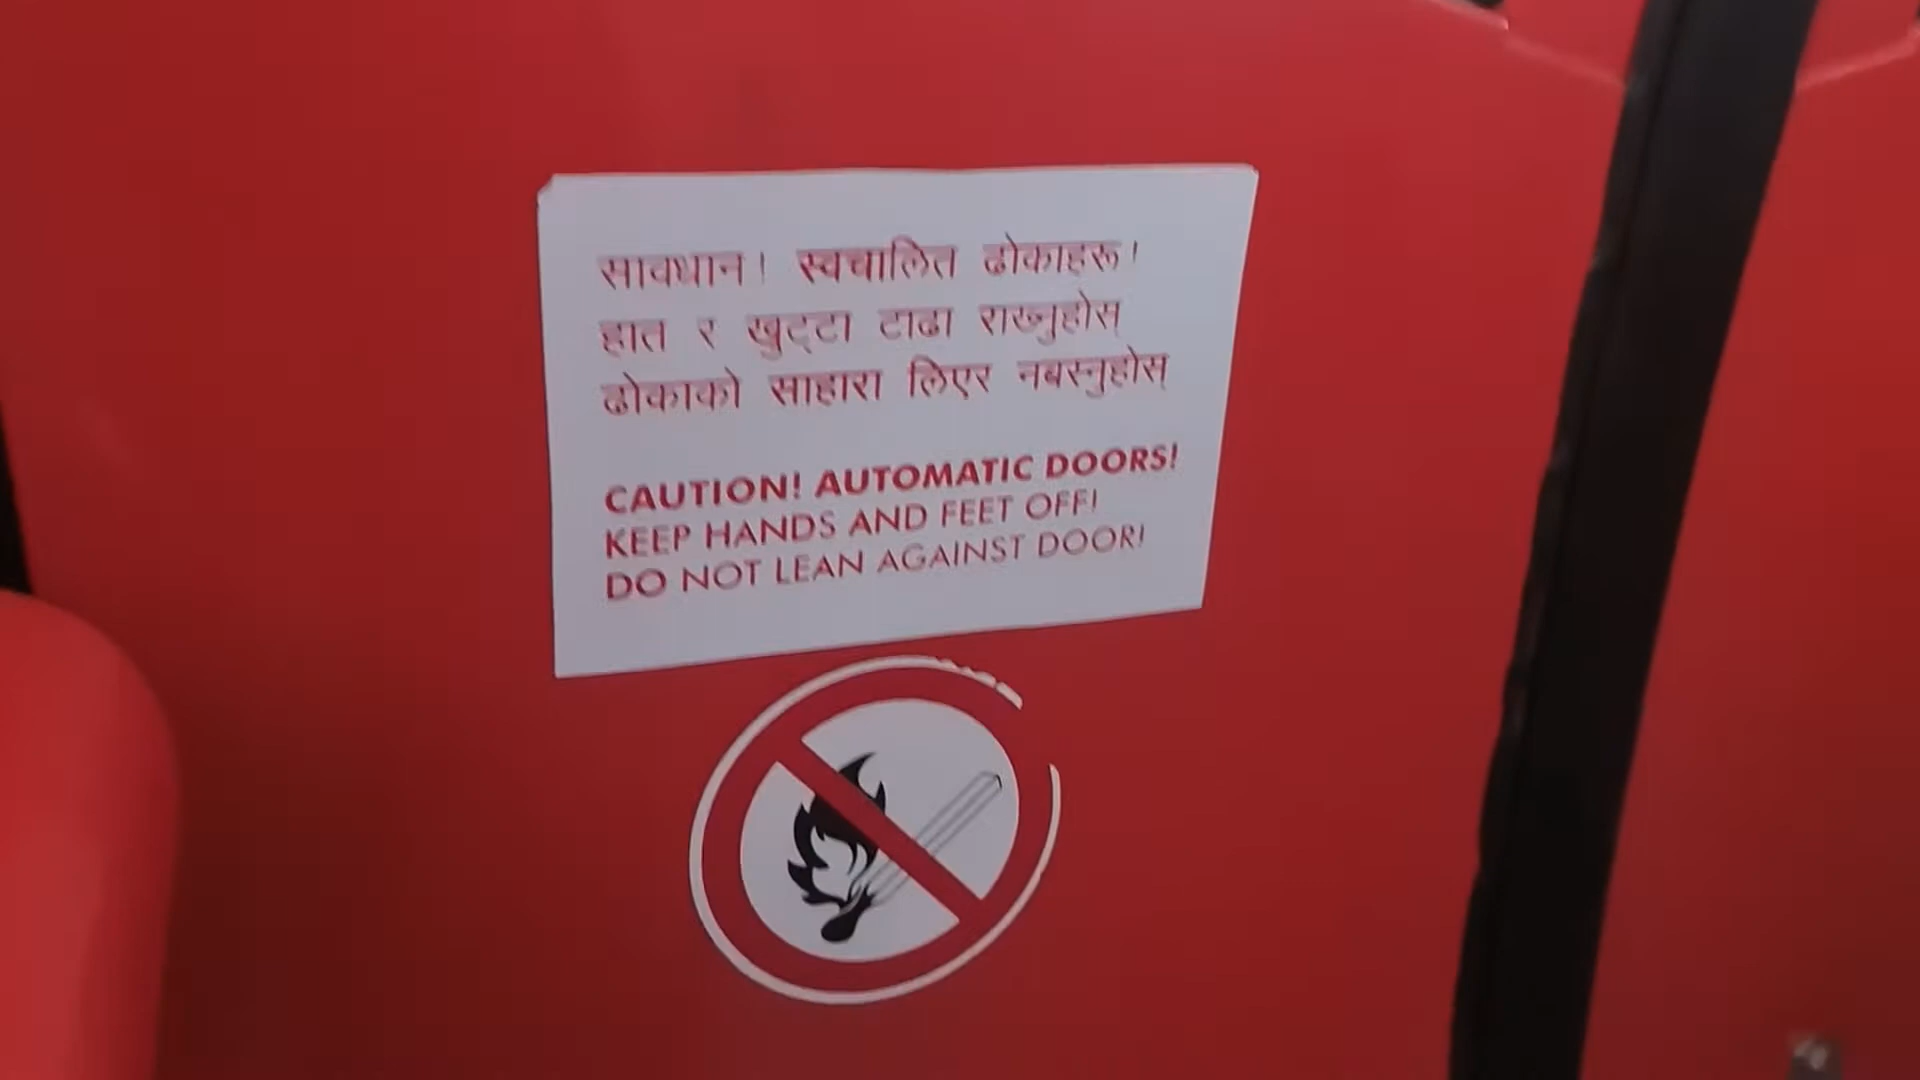 सावधान! स्वचालित ढोकाहरू!
हात र खुट्टा टाढा राख्नुहोस्
ढोकाको साहारा लिएर नबस्नुहोस्
CAUTION! AUTOMATIC DOORS!
KEEP HANDS AND FEET OFF!
DO NOT LEAN AGAINST DOOR!